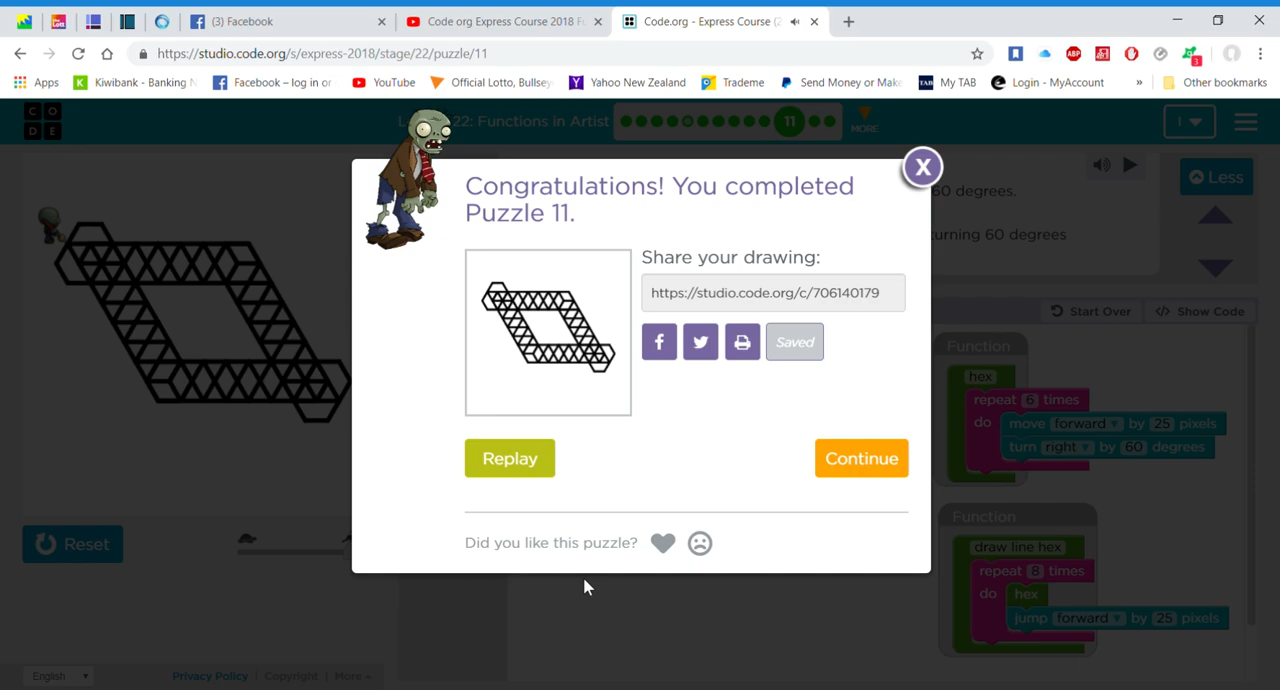 (3) Facebook
Code org Express Course 2018 Fu
Code.org - Express Course (2
https://studio.code.org/s/express-2018/stage/22/puzzle/11
ABP
3
Apps
Kiwibank - Banking N
Facebook – log in or
YouTube
Official Lotto, Bullsey
Yahoo New Zealand
Trademe
Send Money or Make
TAB
My TAB
Login - MyAccount
»
Other bookmarks
C O
D E
L
22: Functions in Artist
11
MORE
Congratulations! You completed
Puzzle 11.
X
60 degrees.
turning 60 degrees
Less
Share your drawing:
https://studio.code.org/c/706140179
Saved
Start Over
</> Show Code
Function
hex
repeat 6 times
do move forward by 25 pixels
turn right by 60 degrees
Replay
Continue
Function
draw line hex
repeat 8 times
do hex
jump forward by 25 pixels
Reset
Did you like this puzzle?
English
Privacy Policy | Copyright | More